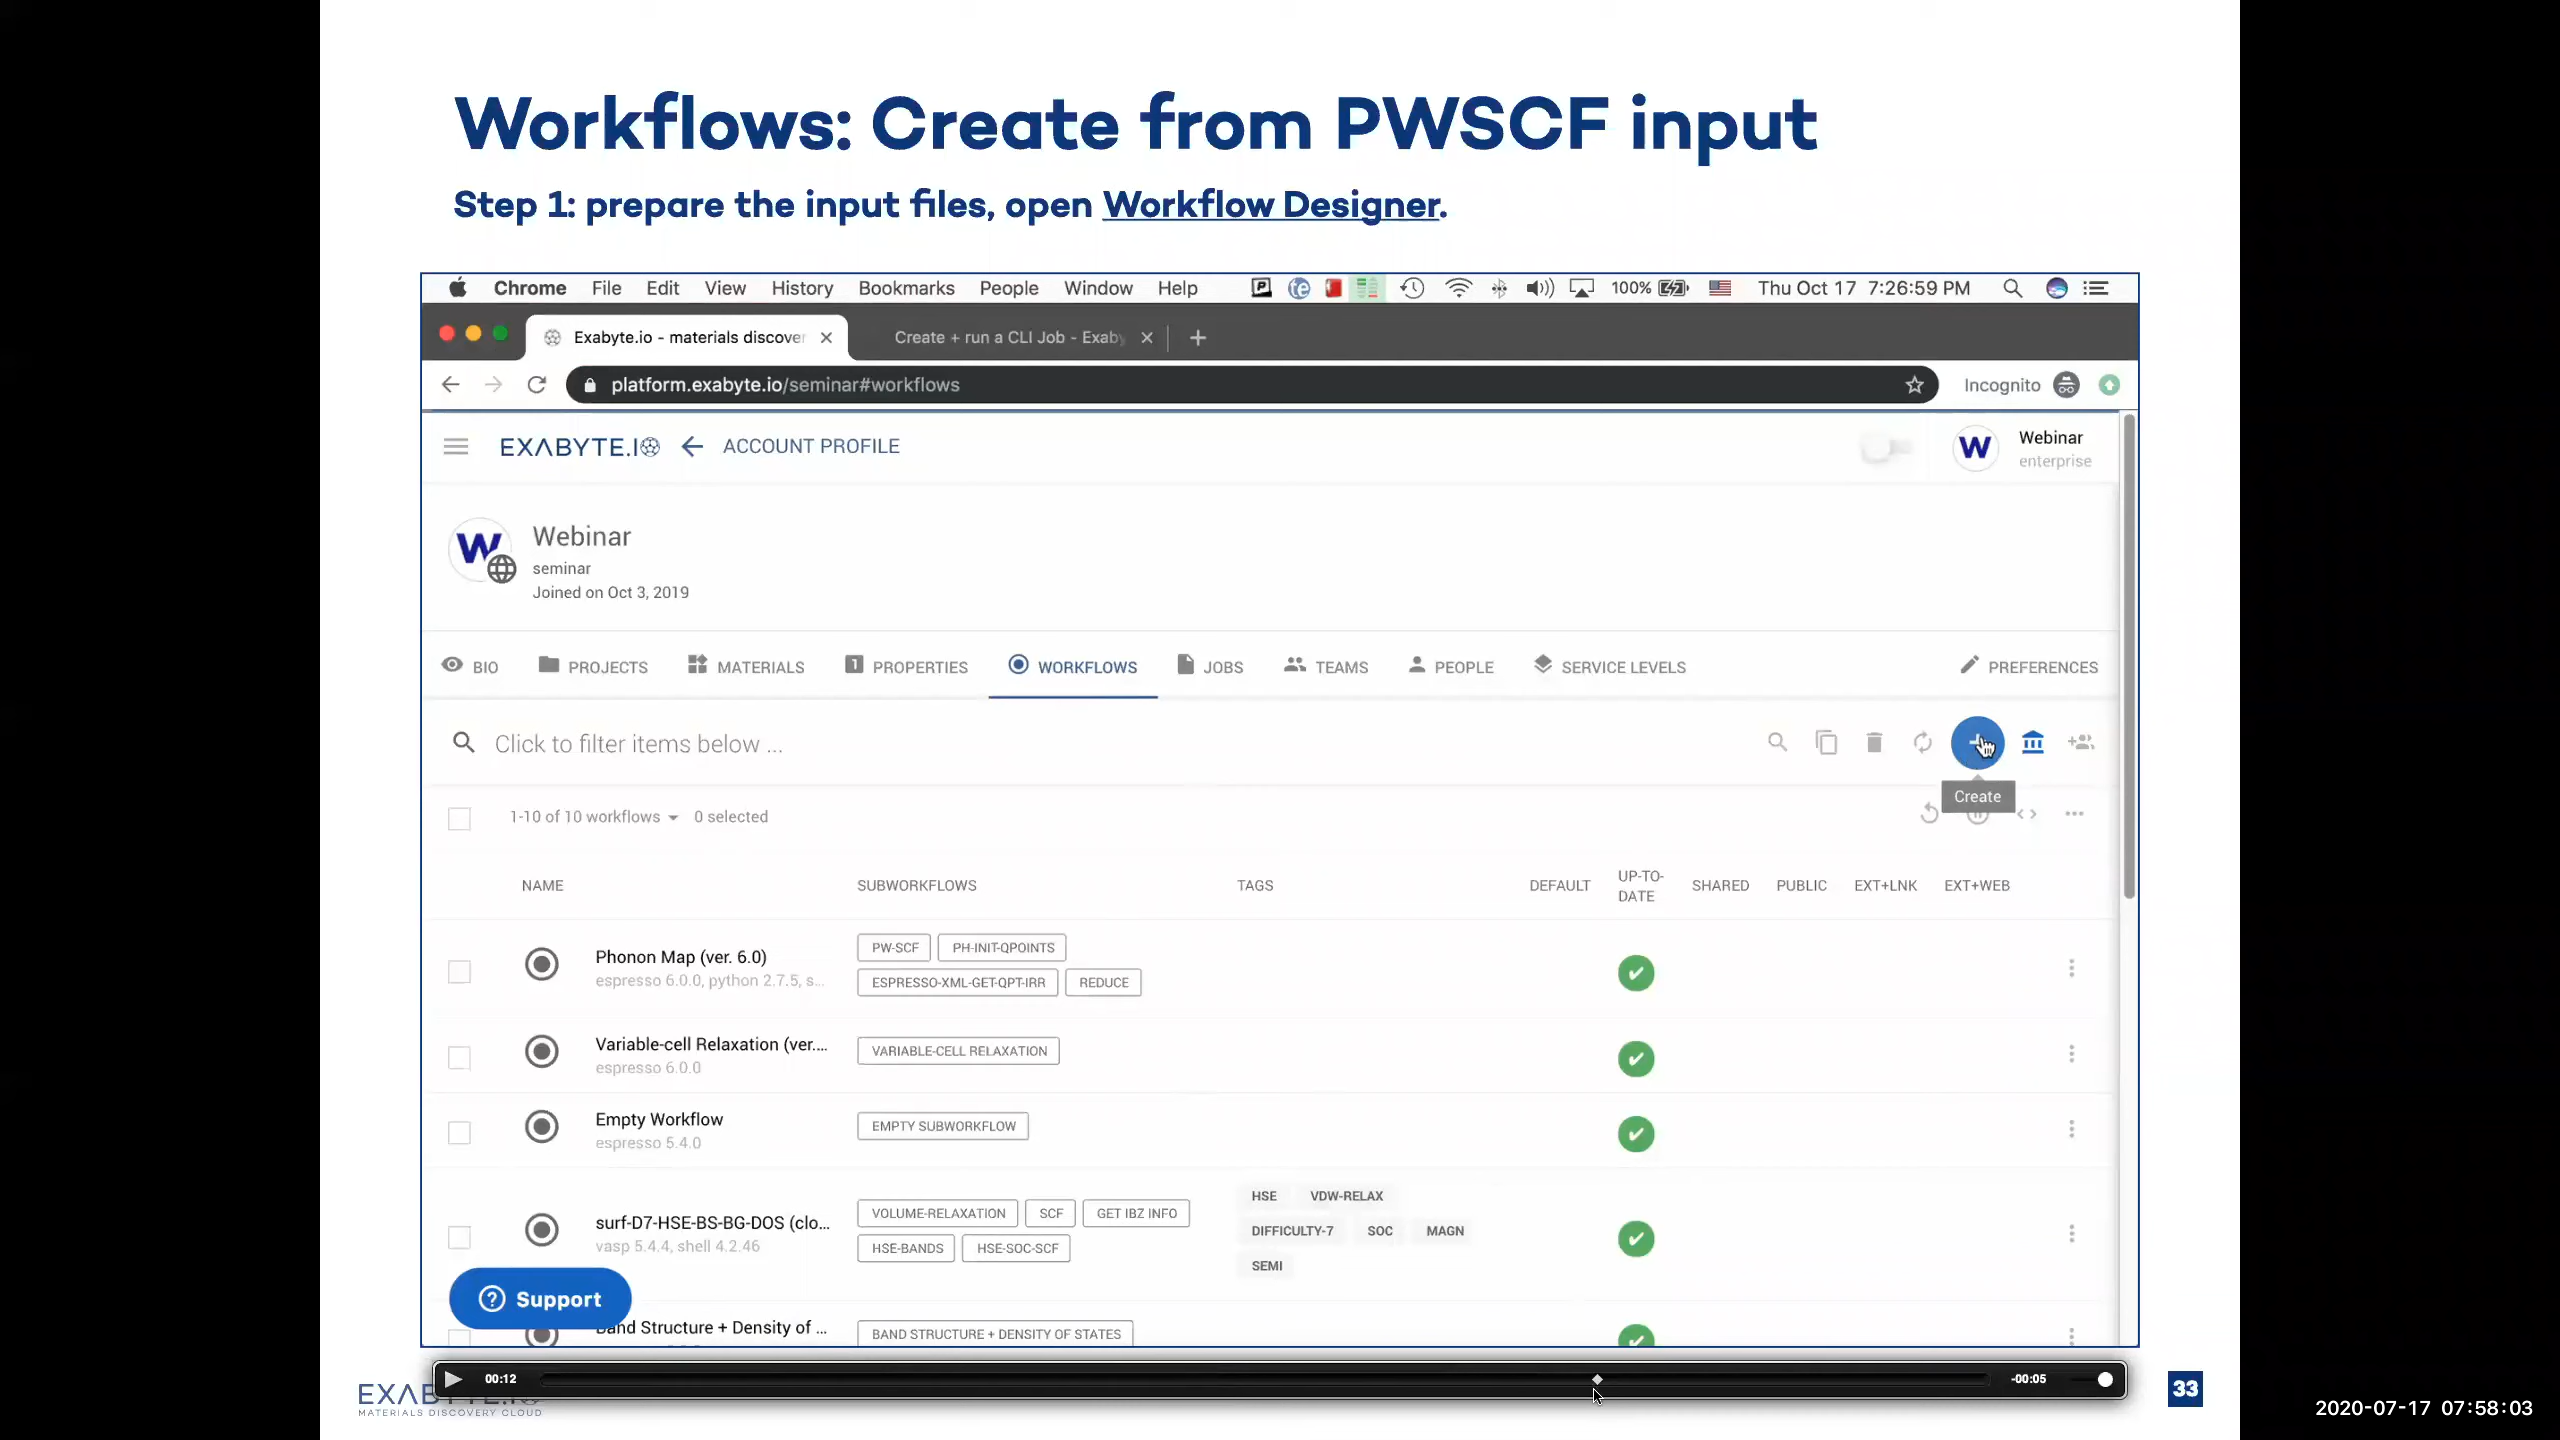 Workflows: Create from PWSCF input
Step 1: prepare the input files, open Workflow Designer.
Chrome File Edit View History Bookmarks People Window Help 100% Thu Oct 17 7:26:59 PM
Exabyte.io - materials discover Create + run a CLI Job - Exaby
platform.exabyte.io/seminar#workflows Incognito
EXABYTE.IO ACCOUNT PROFILE W Webinar
enterprise
W Webinar
seminar
Joined on Oct 3, 2019
BIO PROJECTS MATERIALS PROPERTIES WORKFLOWS JOBS TEAMS PEOPLE SERVICE LEVELS PREFERENCES
Click to filter items below ...
Create
1-10 of 10 workflows 0 selected
NAME SUBWORKFLOWS TAGS DEFAULT UP-TO-DATE SHARED PUBLIC EXT+LNK EXT+WEB
Phonon Map (ver. 6.0) PW-SCF PH-INIT-QPOINTS
espresso 6.0.0, python 2.7.5, s... ESPRESSO-XML-GET-QPT-IRR REDUCE
Variable-cell Relaxation (ver.... VARIABLE-CELL RELAXATION
espresso 6.0.0
Empty Workflow EMPTY SUBWORKFLOW
espresso 5.4.0
HSE VDW-RELAX
surf-D7-HSE-BS-BG-DOS (clo... VOLUME-RELAXATION SCF GET IBZ INFO DIFFICULTY-7 SOC MAGN
vasp 5.4.4, shell 4.2.46 HSE-BANDS HSE-SOC-SCF SEMI
Support
Band Structure + Density of ... BAND STRUCTURE + DENSITY OF STATES
00:12 -00:05
MATERIALS DISCOVERY CLOUD
33
2020-07-17 07:58:03